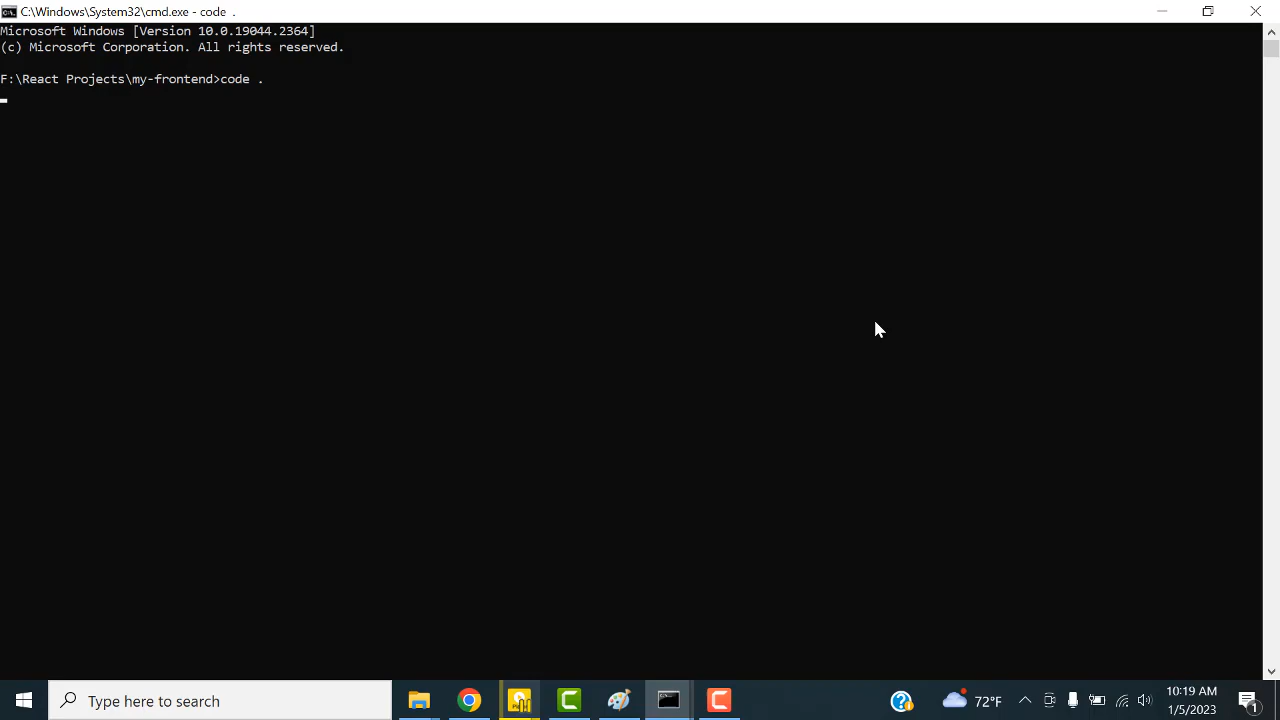 C:\Windows\System32\cmd.exe - code .
Microsoft Windows [Version 10.0.19044.2364]
(c) Microsoft Corporation. All rights reserved.
F:\React Projects\my-frontend>code .
Type here to search
72°F
10:19 AM
1/5/2023
1